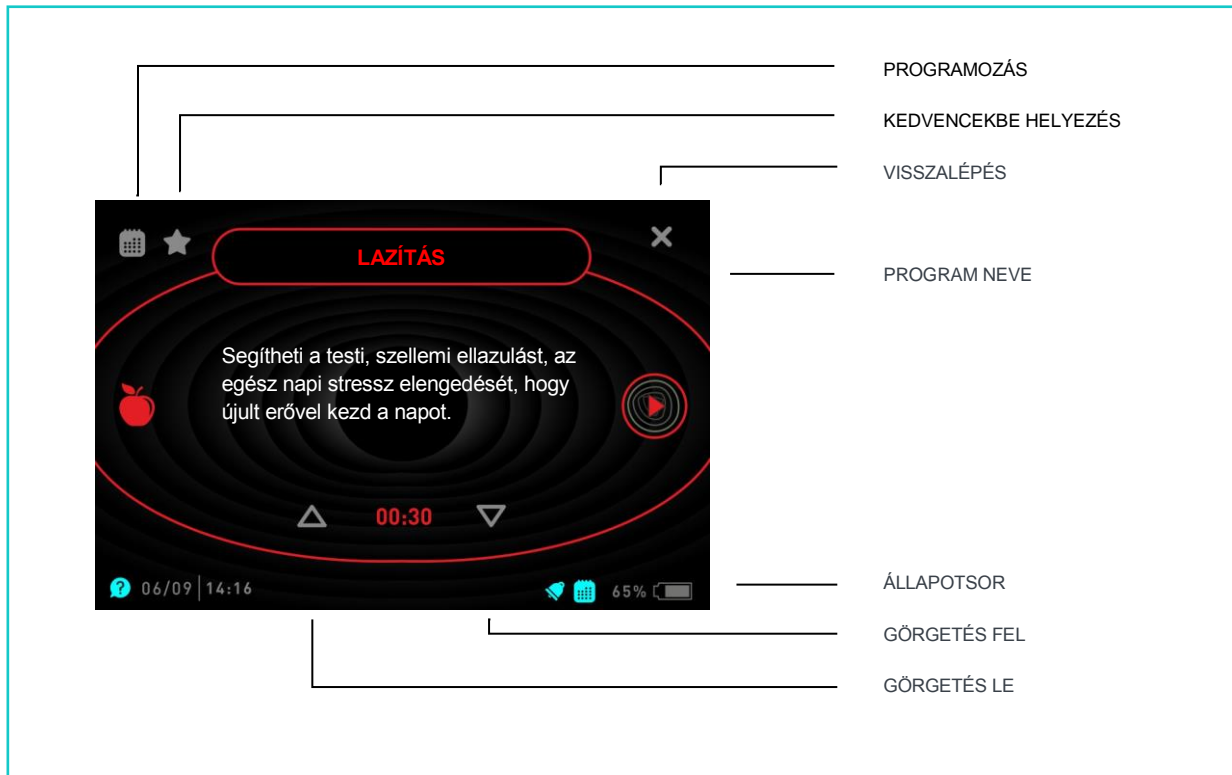 PROGRAMOZÁS
KEDVENCEKBE HELYEZÉS
VISSZALÉPÉS
LAZÍTÁS
PROGRAM NEVE
Segítheti a testi, szellemi ellazulást, az
egész napi stressz elengedését, hogy
újult erővel kezd a napot.
00:30
? 06/09 | 14:16
65%
ÁLLAPOTSOR
GÖRGETÉS FEL
GÖRGETÉS LE